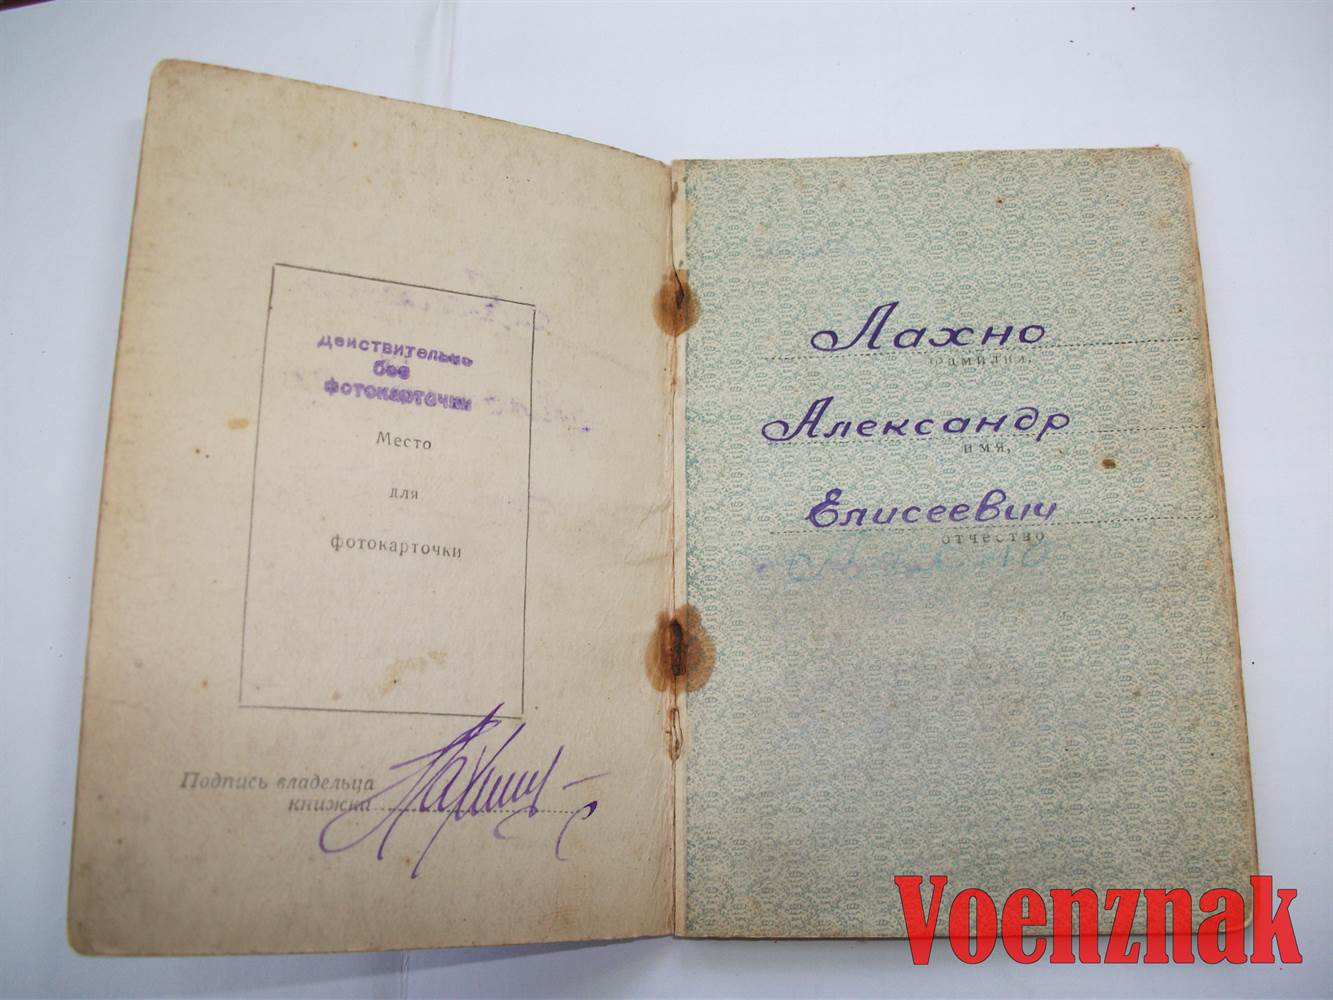 действительно
без
фотокарточки
Место
для
фотокарточки
Подпись владельца
книжки
Лахно
фамилия,
Александр
имя,
Елисеевич
отчество
Voenznak